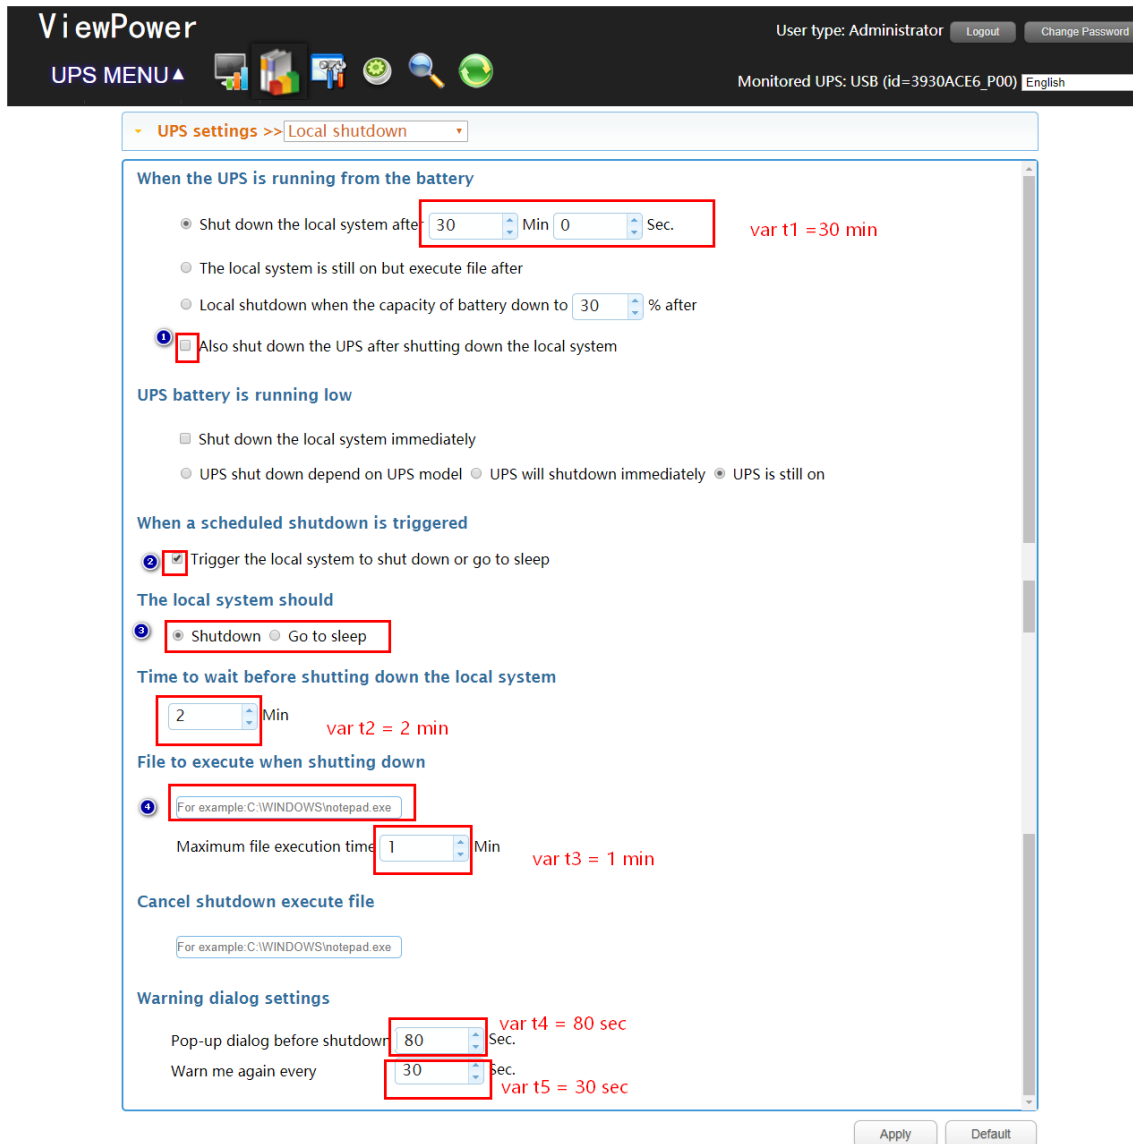 ViewPower
User type: Administrator Logout Change Password
UPS MENU▲
Monitored UPS: USB (id=3930ACE6_P00) English
UPS settings >> Local shutdown
When the UPS is running from the battery
Shut down the local system after 30 Min 0 Sec.
var t1 =30 min
The local system is still on but execute file after
Local shutdown when the capacity of battery down to 30 % after
1
Also shut down the UPS after shutting down the local system
UPS battery is running low
Shut down the local system immediately
UPS shut down depend on UPS model UPS will shutdown immediately UPS is still on
When a scheduled shutdown is triggered
2 Trigger the local system to shut down or go to sleep
The local system should
3 Shutdown Go to sleep
Time to wait before shutting down the local system
2 Min
var t2 = 2 min
File to execute when shutting down
4 For example:C:\WINDOWS\notepad.exe
Maximum file execution time 1 Min
var t3 = 1 min
Cancel shutdown execute file
For example:C:\WINDOWS\notepad.exe
Warning dialog settings
var t4 = 80 sec
Pop-up dialog before shutdown 80 Sec.
Warn me again every 30 Sec.
var t5 = 30 sec
Apply Default